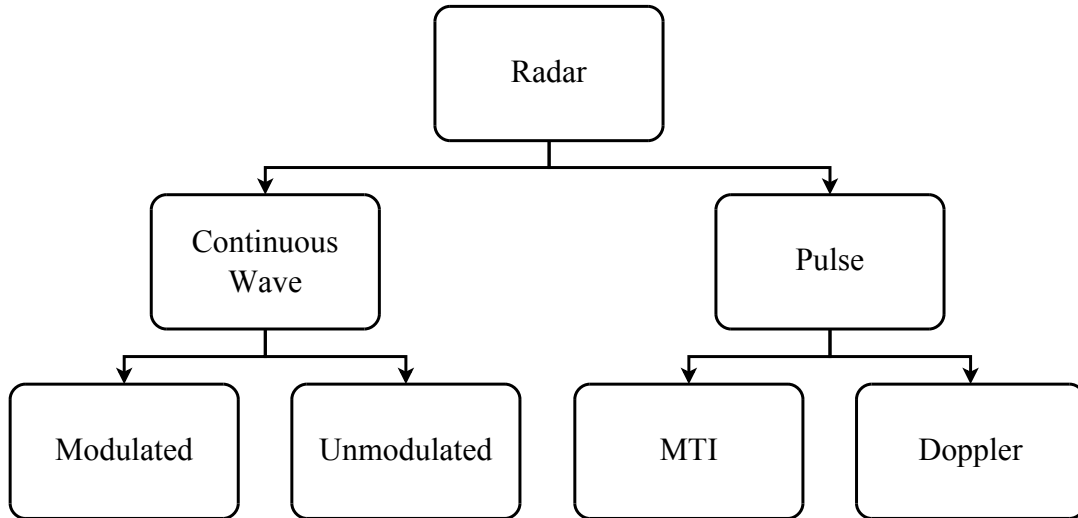 Radar
Continuous
Wave
Pulse
Modulated
Unmodulated
MTI
Doppler